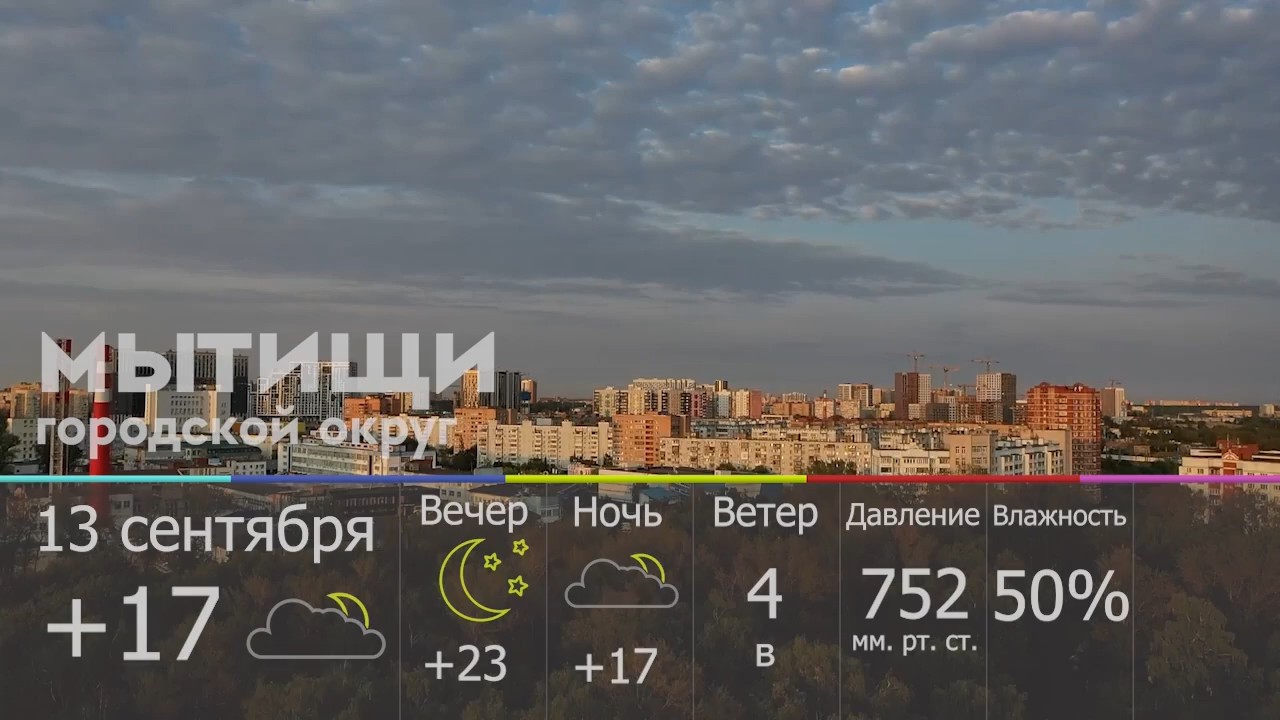 МЫТИЩИ
городской округ
13 сентября
+17
Вечер
+23
Ночь
+17
Ветер
4
в
Давление
752
мм. рт. ст.
Влажность
50%